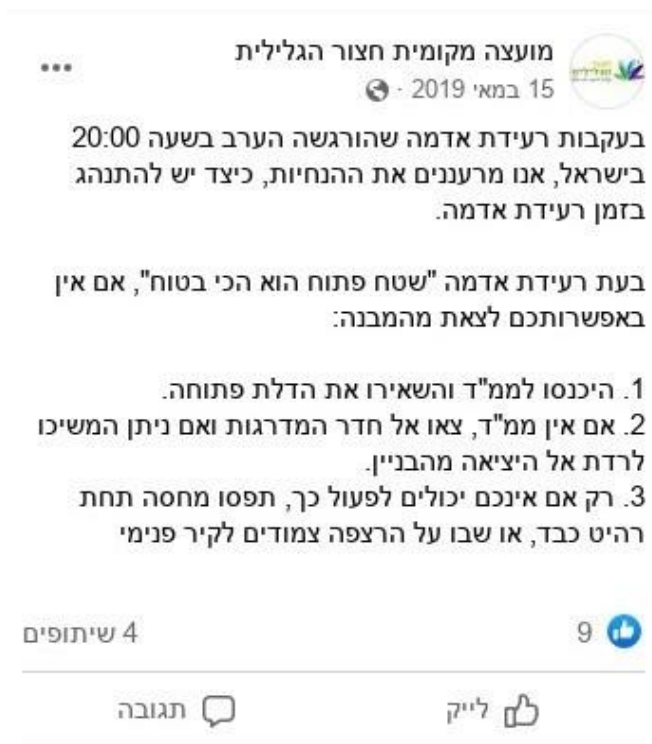 מועצה מקומית חצור הגלילית
15 במאי 2019 ·
בעקבות רעידת אדמה שהורגשה הערב בשעה 20:00
בישראל, אנו מרעננים את ההנחיות, כיצד יש להתנהג
בזמן רעידת אדמה.
בעת רעידת אדמה "שטח פתוח הוא הכי בטוח", אם אין
באפשרותכם לצאת מהמבנה:
1. היכנסו לממ"ד והשאירו את הדלת פתוחה.
2. אם אין ממ"ד, צאו אל חדר המדרגות ואם ניתן המשיכו
לרדת אל היציאה מהבניין.
3. רק אם אינכם יכולים לפעול כך, תפסו מחסה תחת
רהיט כבד, או שבו על הרצפה צמודים לקיר פנימי
9
4 שיתופים
לייק
תגובה